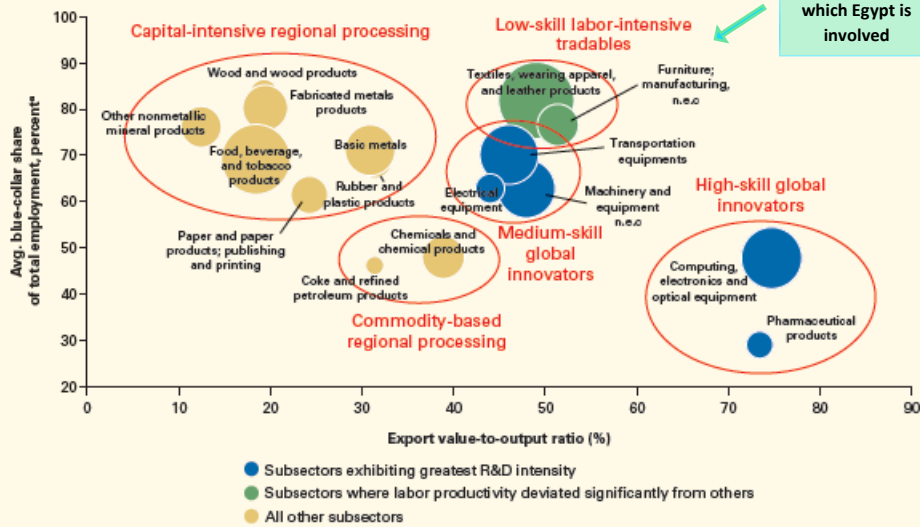 which Egypt is
involved
Capital-intensive regional processing
Low-skill labor-intensive
tradables
Wood and wood products
Fabricated metals
products
Other nonmetallic
mineral products
Food, beverage,
and tobacco
products
Basic metals
Rubber and
plastic products
Paper and paper
products; publishing
and printing
Textiles, wearing apparel,
and leather products
Furniture;
manufacturing,
n.e.c
Transportation
equipments
Electrical
equipment
Machinery and
equipment
n.e.c
Medium-skill
global
innovators
High-skill global
innovators
Computing,
electronics and
optical equipment
Pharmaceutical
products
Chemicals and
chemical products
Coke and refined
petroleum products
Commodity-based
regional processing
Avg. blue-collar share
of total employment, percentª
100
90
80
70
60
50
40
30
20
0
10
20
30
40
50
60
70
80
90
Export value-to-output ratio (%)
Subsectors exhibiting greatest R&D intensity
Subsectors where labor productivity deviated significantly from others
All other subsectors